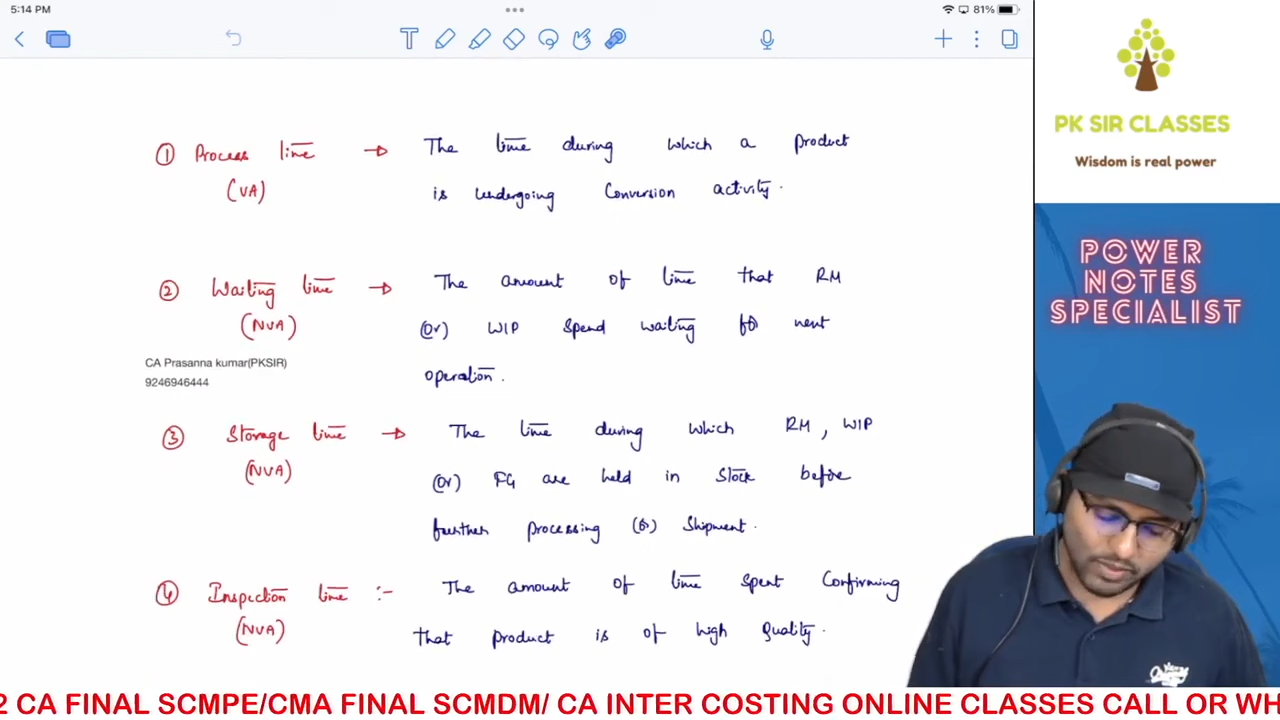 5:14 PM
81%
PK SIR CLASSES
Wisdom is real power
POWER
NOTES
SPECIALIST
① Process time → The time during which a product
(VA) is undergoing Conversion activity.
② Waiting time → The amount of time that RM
(NVA) (or) WIP Spend waiting for next
operation.
CA Prasanna kumar(PKSIR)
9246946444
③ Storage time → The time during which RM, WIP
(NVA) (or) FG are held in Stock before
further processing (or) Shipment.
④ Inspection time :- The amount of time spent Confirming
(NVA) that product is of high Quality.
2 CA FINAL SCMPE/CMA FINAL SCMDM/ CA INTER COSTING ONLINE CLASSES CALL OR WH